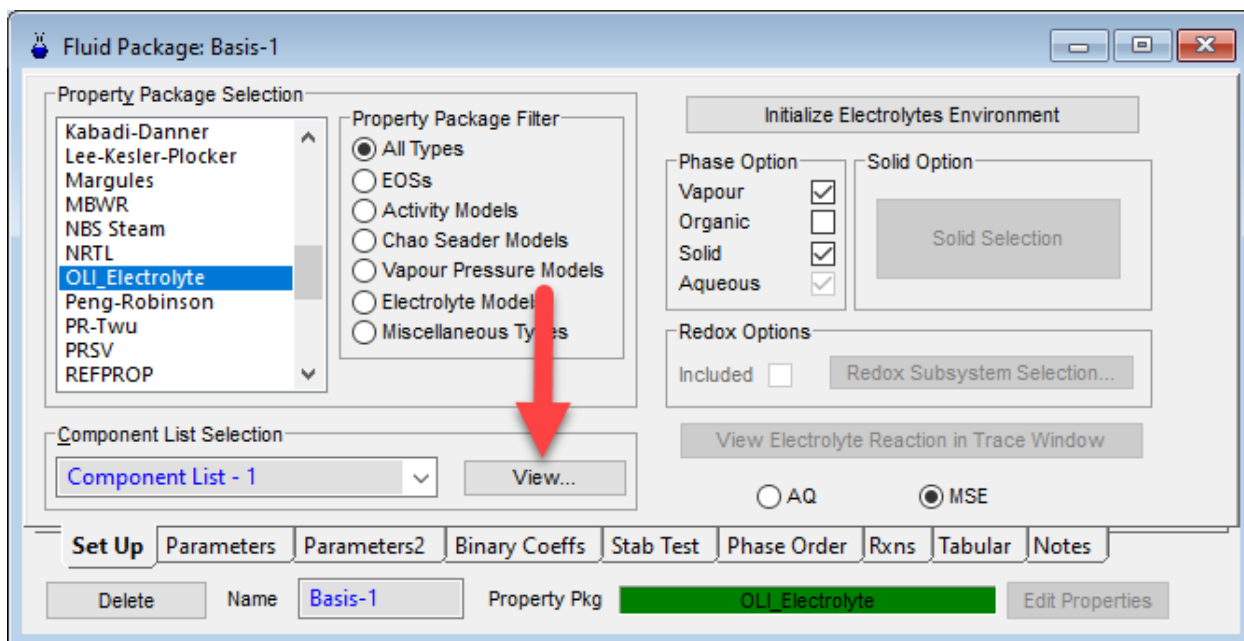 Fluid Package: Basis-1
Property Package Selection
Kabadi-Danner
Lee-Kesler-Plocker
Margules
MBWR
NBS Steam
NRTL
OLI_Electrolyte
Peng-Robinson
PR-Twu
PRSV
REFPROP
Property Package Filter
All Types
EOSs
Activity Models
Chao Seader Models
Vapour Pressure Models
Electrolyte Models
Miscellaneous Types
Initialize Electrolytes Environment
Phase Option
Vapour
Organic
Solid
Aqueous
Solid Option
Solid Selection
Redox Options
Included
Redox Subsystem Selection...
Component List Selection
Component List - 1
View...
View Electrolyte Reaction in Trace Window
AQ
MSE
Set Up Parameters Parameters2 Binary Coeffs Stab Test Phase Order Rxns Tabular Notes
Delete Name Basis-1 Property Pkg OLI_Electrolyte Edit Properties